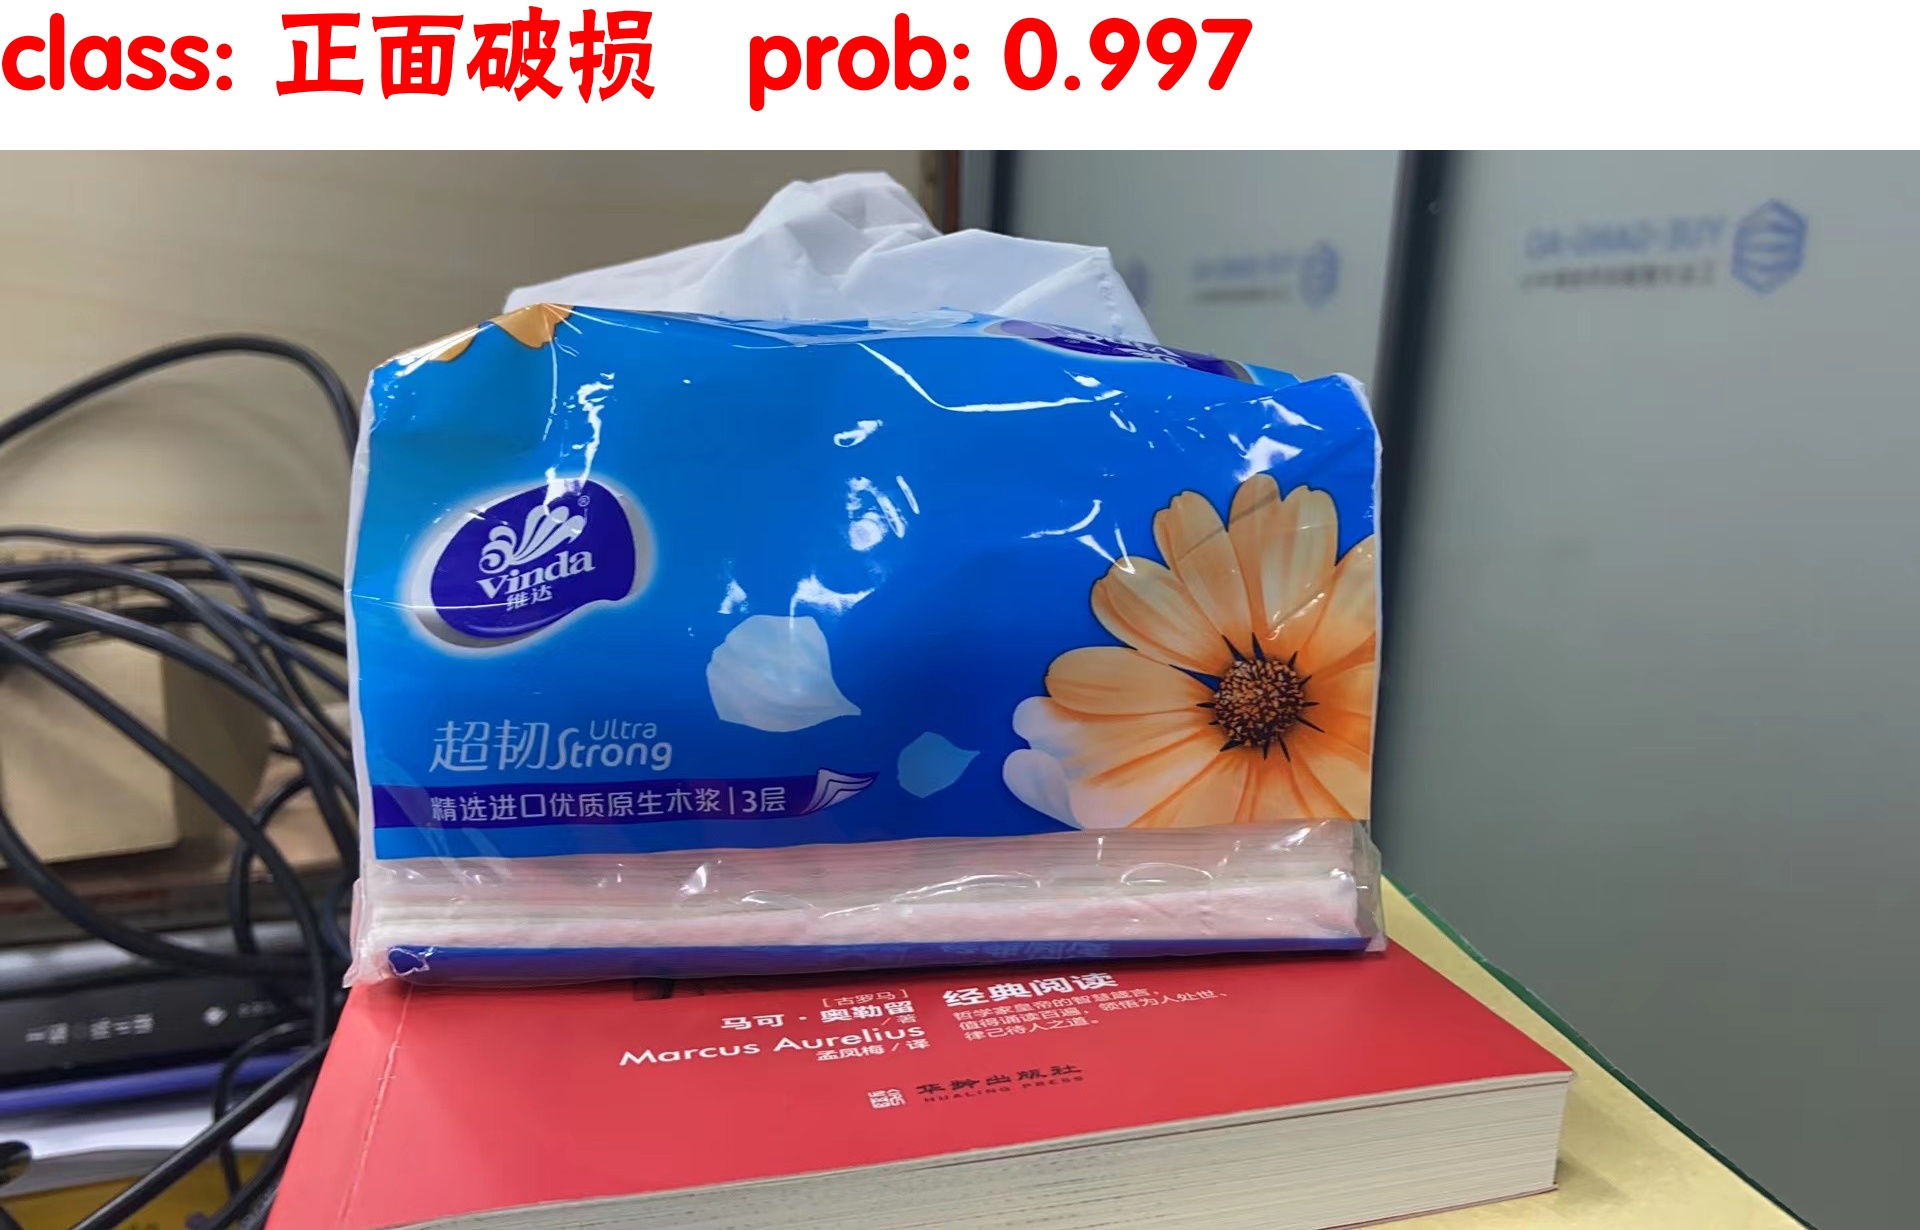 class: 正面破损 prob: 0.997
Vinda
维达
超韧 Ultra Strong
精选进口优质原生木浆|3层
[古罗马]
马可·奥勒留
/著
Marcus Aurelius
孟凤梅/译
经典阅读
哲学家皇帝的智慧箴言,
值得诵读百遍、领悟为人处世、
律己待人之道。
华龄出版社
HUALING PRESS